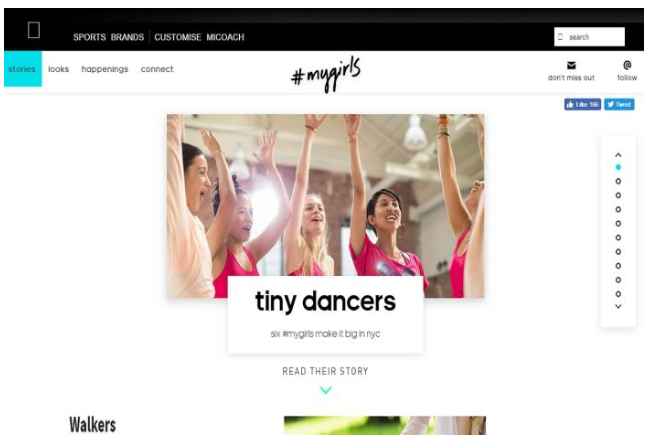 SPORTS BRANDS CUSTOMISE MICOACH
search
stories looks happenings connect
#mygirls
don't miss out
follow
Like 166
Tweet
tiny dancers
six #mygirls make it big in nyc
READ THEIR STORY
Walkers